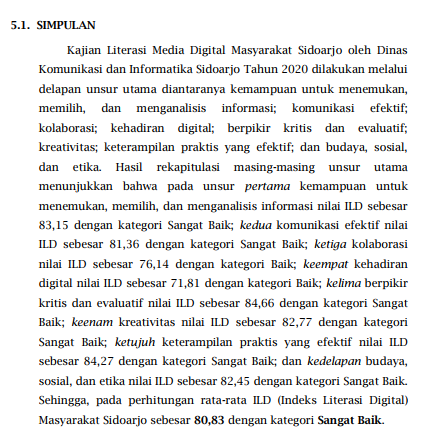 5.1. SIMPULAN
Kajian Literasi Media Digital Masyarakat Sidoarjo oleh Dinas
Komunikasi dan Informatika Sidoarjo Tahun 2020 dilakukan melalui
delapan unsur utama diantaranya kemampuan untuk menemukan,
memilih, dan menganalisis informasi; komunikasi efektif;
kolaborasi; kehadiran digital; berpikir kritis dan evaluatif;
kreativitas; keterampilan praktis yang efektif; dan budaya, sosial,
dan etika. Hasil rekapitulasi masing-masing unsur utama
menunjukkan bahwa pada unsur pertama kemampuan untuk
menemukan, memilih, dan menganalisis informasi nilai ILD sebesar
83,15 dengan kategori Sangat Baik; kedua komunikasi efektif nilai
ILD sebesar 81,36 dengan kategori Sangat Baik; ketiga kolaborasi
nilai ILD sebesar 76,14 dengan kategori Baik; keempat kehadiran
digital nilai ILD sebesar 71,81 dengan kategori Baik; kelima berpikir
kritis dan evaluatif nilai ILD sebesar 84,66 dengan kategori Sangat
Baik; keenam kreativitas nilai ILD sebesar 82,77 dengan kategori
Sangat Baik; ketujuh keterampilan praktis yang efektif nilai ILD
sebesar 84,27 dengan kategori Sangat Baik; dan kedelapan budaya,
sosial, dan etika nilai ILD sebesar 82,45 dengan kategori Sangat Baik.
Sehingga, pada perhitungan rata-rata ILD (Indeks Literasi Digital)
Masyarakat Sidoarjo sebesar 80,83 dengan kategori Sangat Baik.